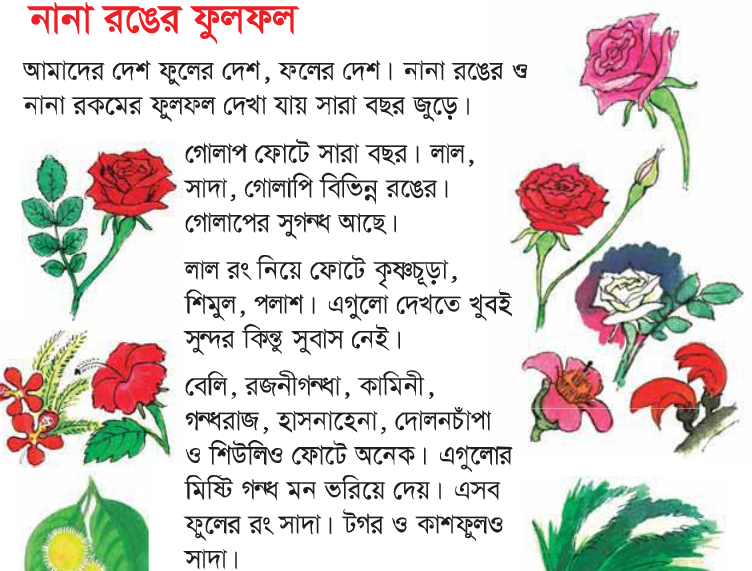 নানা রঙের ফুলফল
আমাদের দেশ ফুলের দেশ, ফলের দেশ। নানা রঙের ও
নানা রকমের ফুলফল দেখা যায় সারা বছর জুড়ে।
গোলাপ ফোটে সারা বছর। লাল,
সাদা, গোলাপি বিভিন্ন রঙের।
গোলাপের সুগন্ধ আছে।
লাল রং নিয়ে ফোটে কৃষ্ণচূড়া,
শিমুল, পলাশ। এগুলো দেখতে খুবই
সুন্দর কিন্তু সুবাস নেই।
বেলি, রজনীগন্ধা, কামিনী,
গন্ধরাজ, হাসনাহেনা, দোলনচাঁপা
ও শিউলিও ফোটে অনেক। এগুলোর
মিষ্টি গন্ধ মন ভরিয়ে দেয়। এসব
ফুলের রং সাদা। টগর ও কাশফুলও
সাদা।